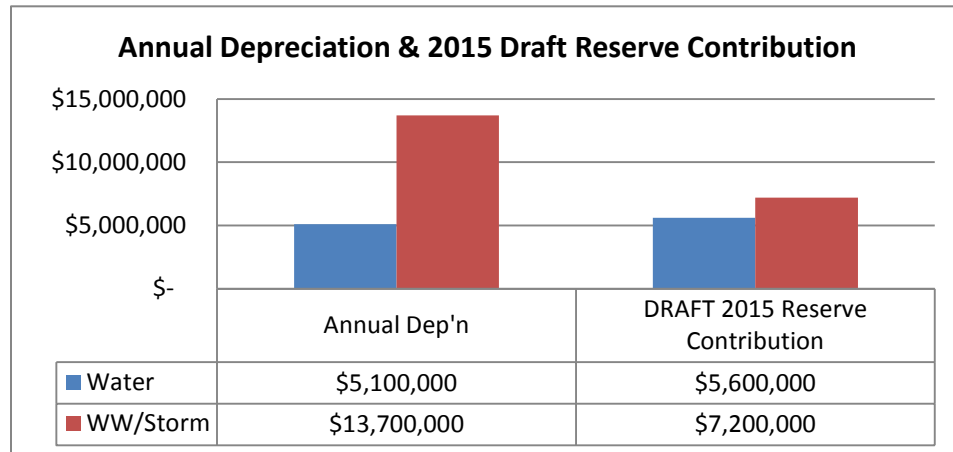 Annual Depreciation & 2015 Draft Reserve Contribution
$15,000,000
$10,000,000
$5,000,000
$-
Annual Dep'n
DRAFT 2015 Reserve
Contribution
Water $5,100,000 $5,600,000
WW/Storm $13,700,000 $7,200,000